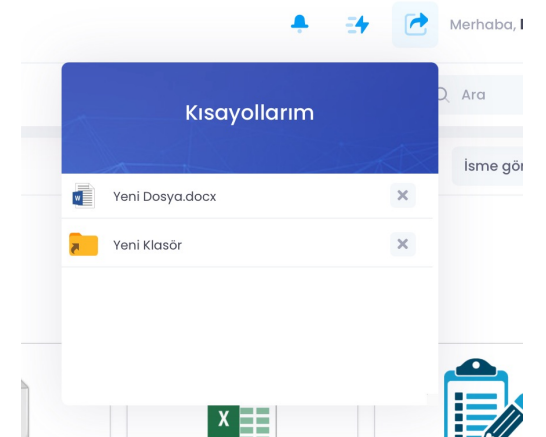 Merhaba,
Ara
Kısayollarım
İsme gör
W
Yeni Dosya.docx
Yeni Klasör
X